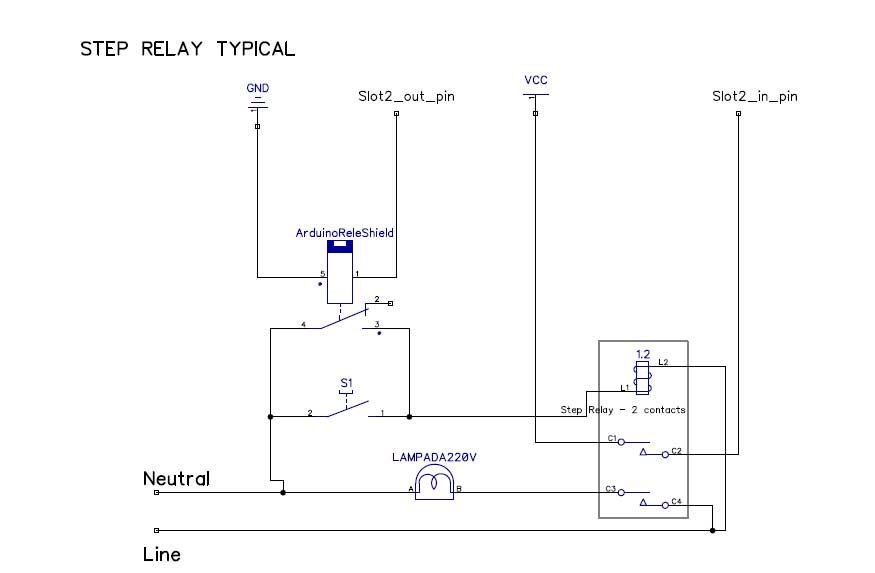 STEP RELAY TYPICAL
GND
Slot2_out_pin
VCC
Slot2_in_pin
ArduinoReleShield
5
1
2
4
3
S1
2
1
1.2
L2
L1
Step Relay - 2 contacts
C1
C2
LAMPADA220V
Neutral
A
B
C3
C4
Line